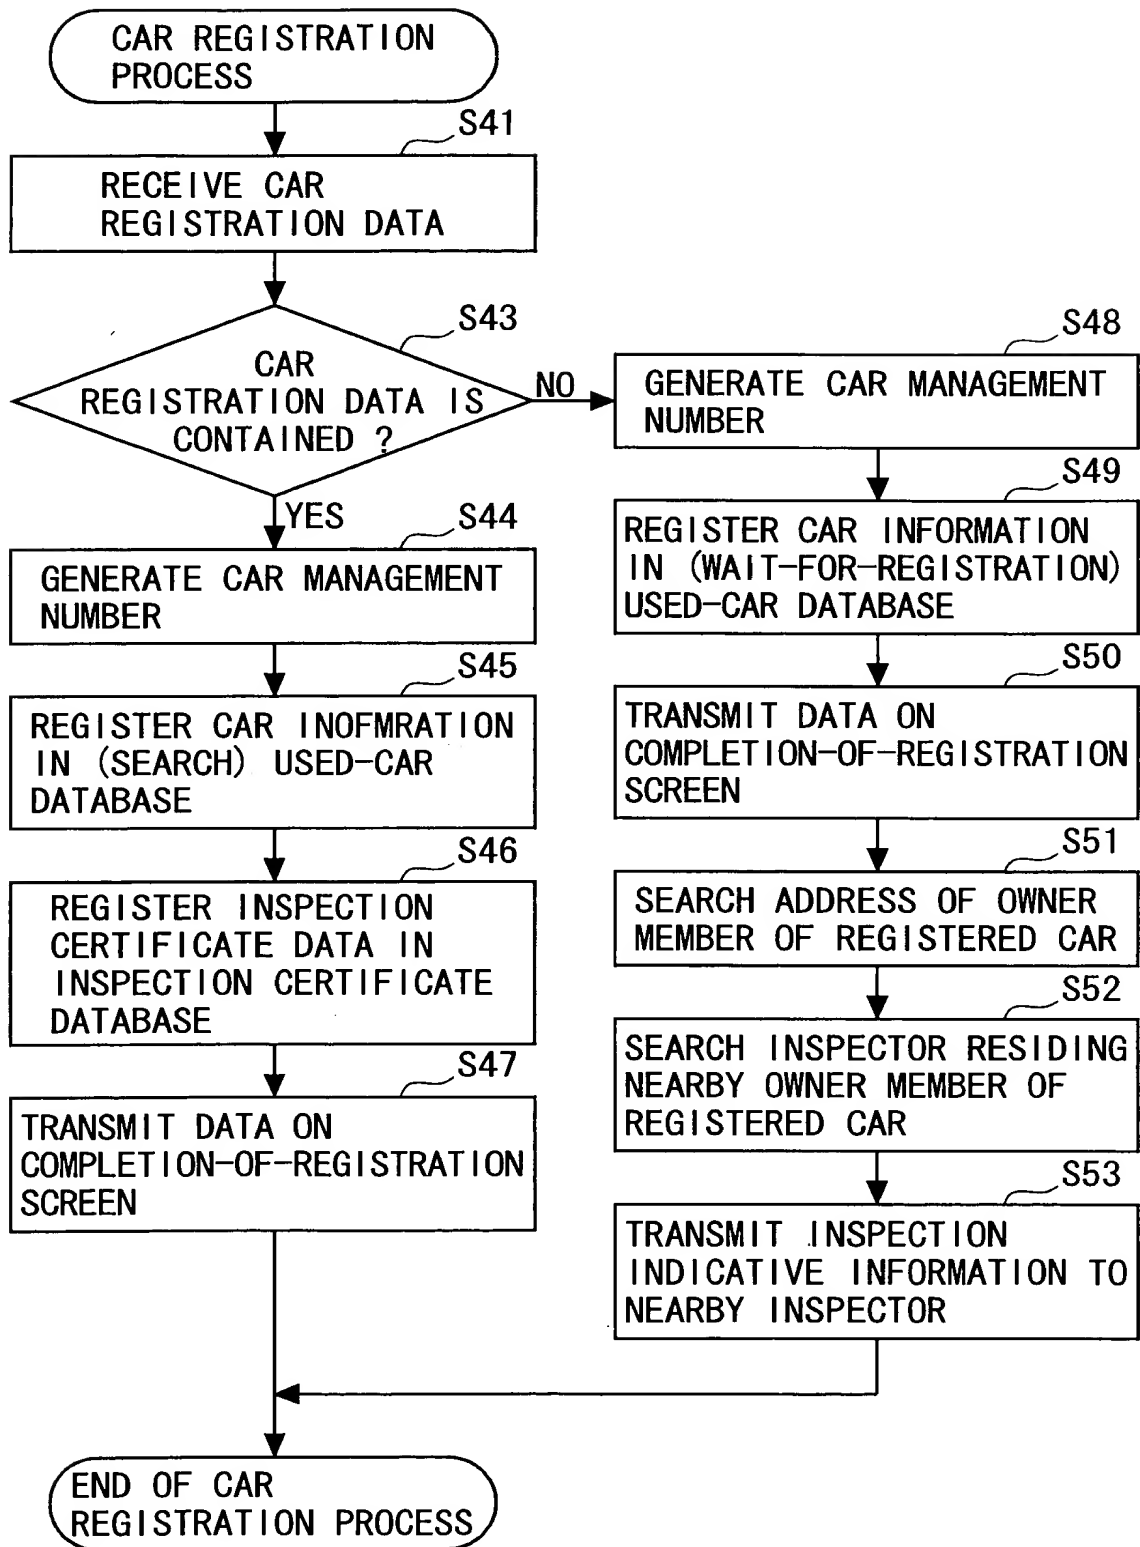 CAR REGISTRATION
PROCESS
S41
RECEIVE CAR
REGISTRATION DATA
S43
CAR
REGISTRATION DATA IS
CONTAINED ?
NO
YES
S44
GENERATE CAR MANAGEMENT
NUMBER
S45
REGISTER CAR INOFMRATION
IN (SEARCH) USED-CAR
DATABASE
S46
REGISTER INSPECTION
CERTIFICATE DATA IN
INSPECTION CERTIFICATE
DATABASE
S47
TRANSMIT DATA ON
COMPLETION-OF-REGISTRATION
SCREEN
S48
GENERATE CAR MANAGEMENT
NUMBER
S49
REGISTER CAR INFORMATION
IN (WAIT-FOR-REGISTRATION)
USED-CAR DATABASE
S50
TRANSMIT DATA ON
COMPLETION-OF-REGISTRATION
SCREEN
S51
SEARCH ADDRESS OF OWNER
MEMBER OF REGISTERED CAR
S52
SEARCH INSPECTOR RESIDING
NEARBY OWNER MEMBER OF
REGISTERED CAR
S53
TRANSMIT INSPECTION
INDICATIVE INFORMATION TO
NEARBY INSPECTOR
END OF CAR
REGISTRATION PROCESS